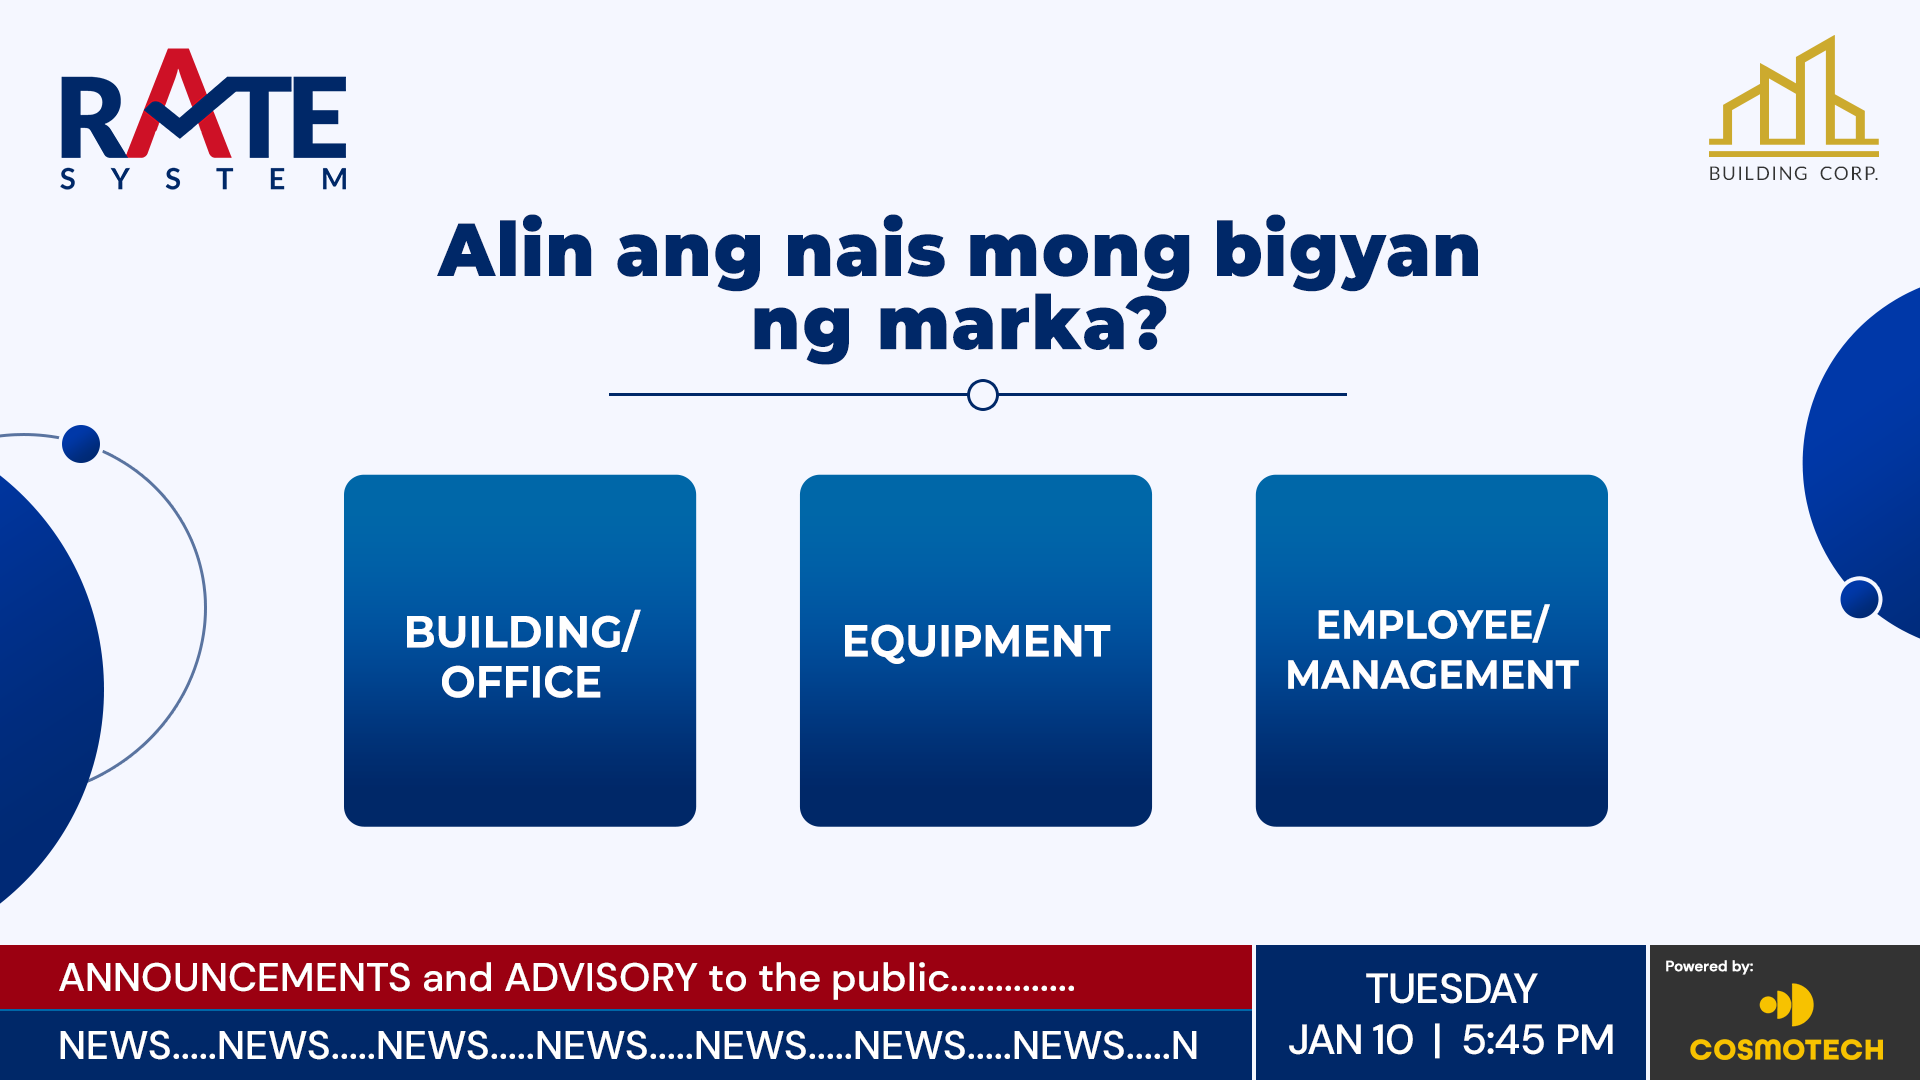 RATE
SYSTEM
BUILDING CORP.
Alin ang nais mong bigyan
ng marka?
BUILDING/
OFFICE
EQUIPMENT
EMPLOYEE/
MANAGEMENT
ANNOUNCEMENTS and ADVISORY to the public..............
NEWS.....NEWS.....NEWS.....NEWS.....NEWS.....NEWS.....NEWS.....N
TUESDAY
JAN 10 | 5:45 PM
Powered by:
COSMOTECH